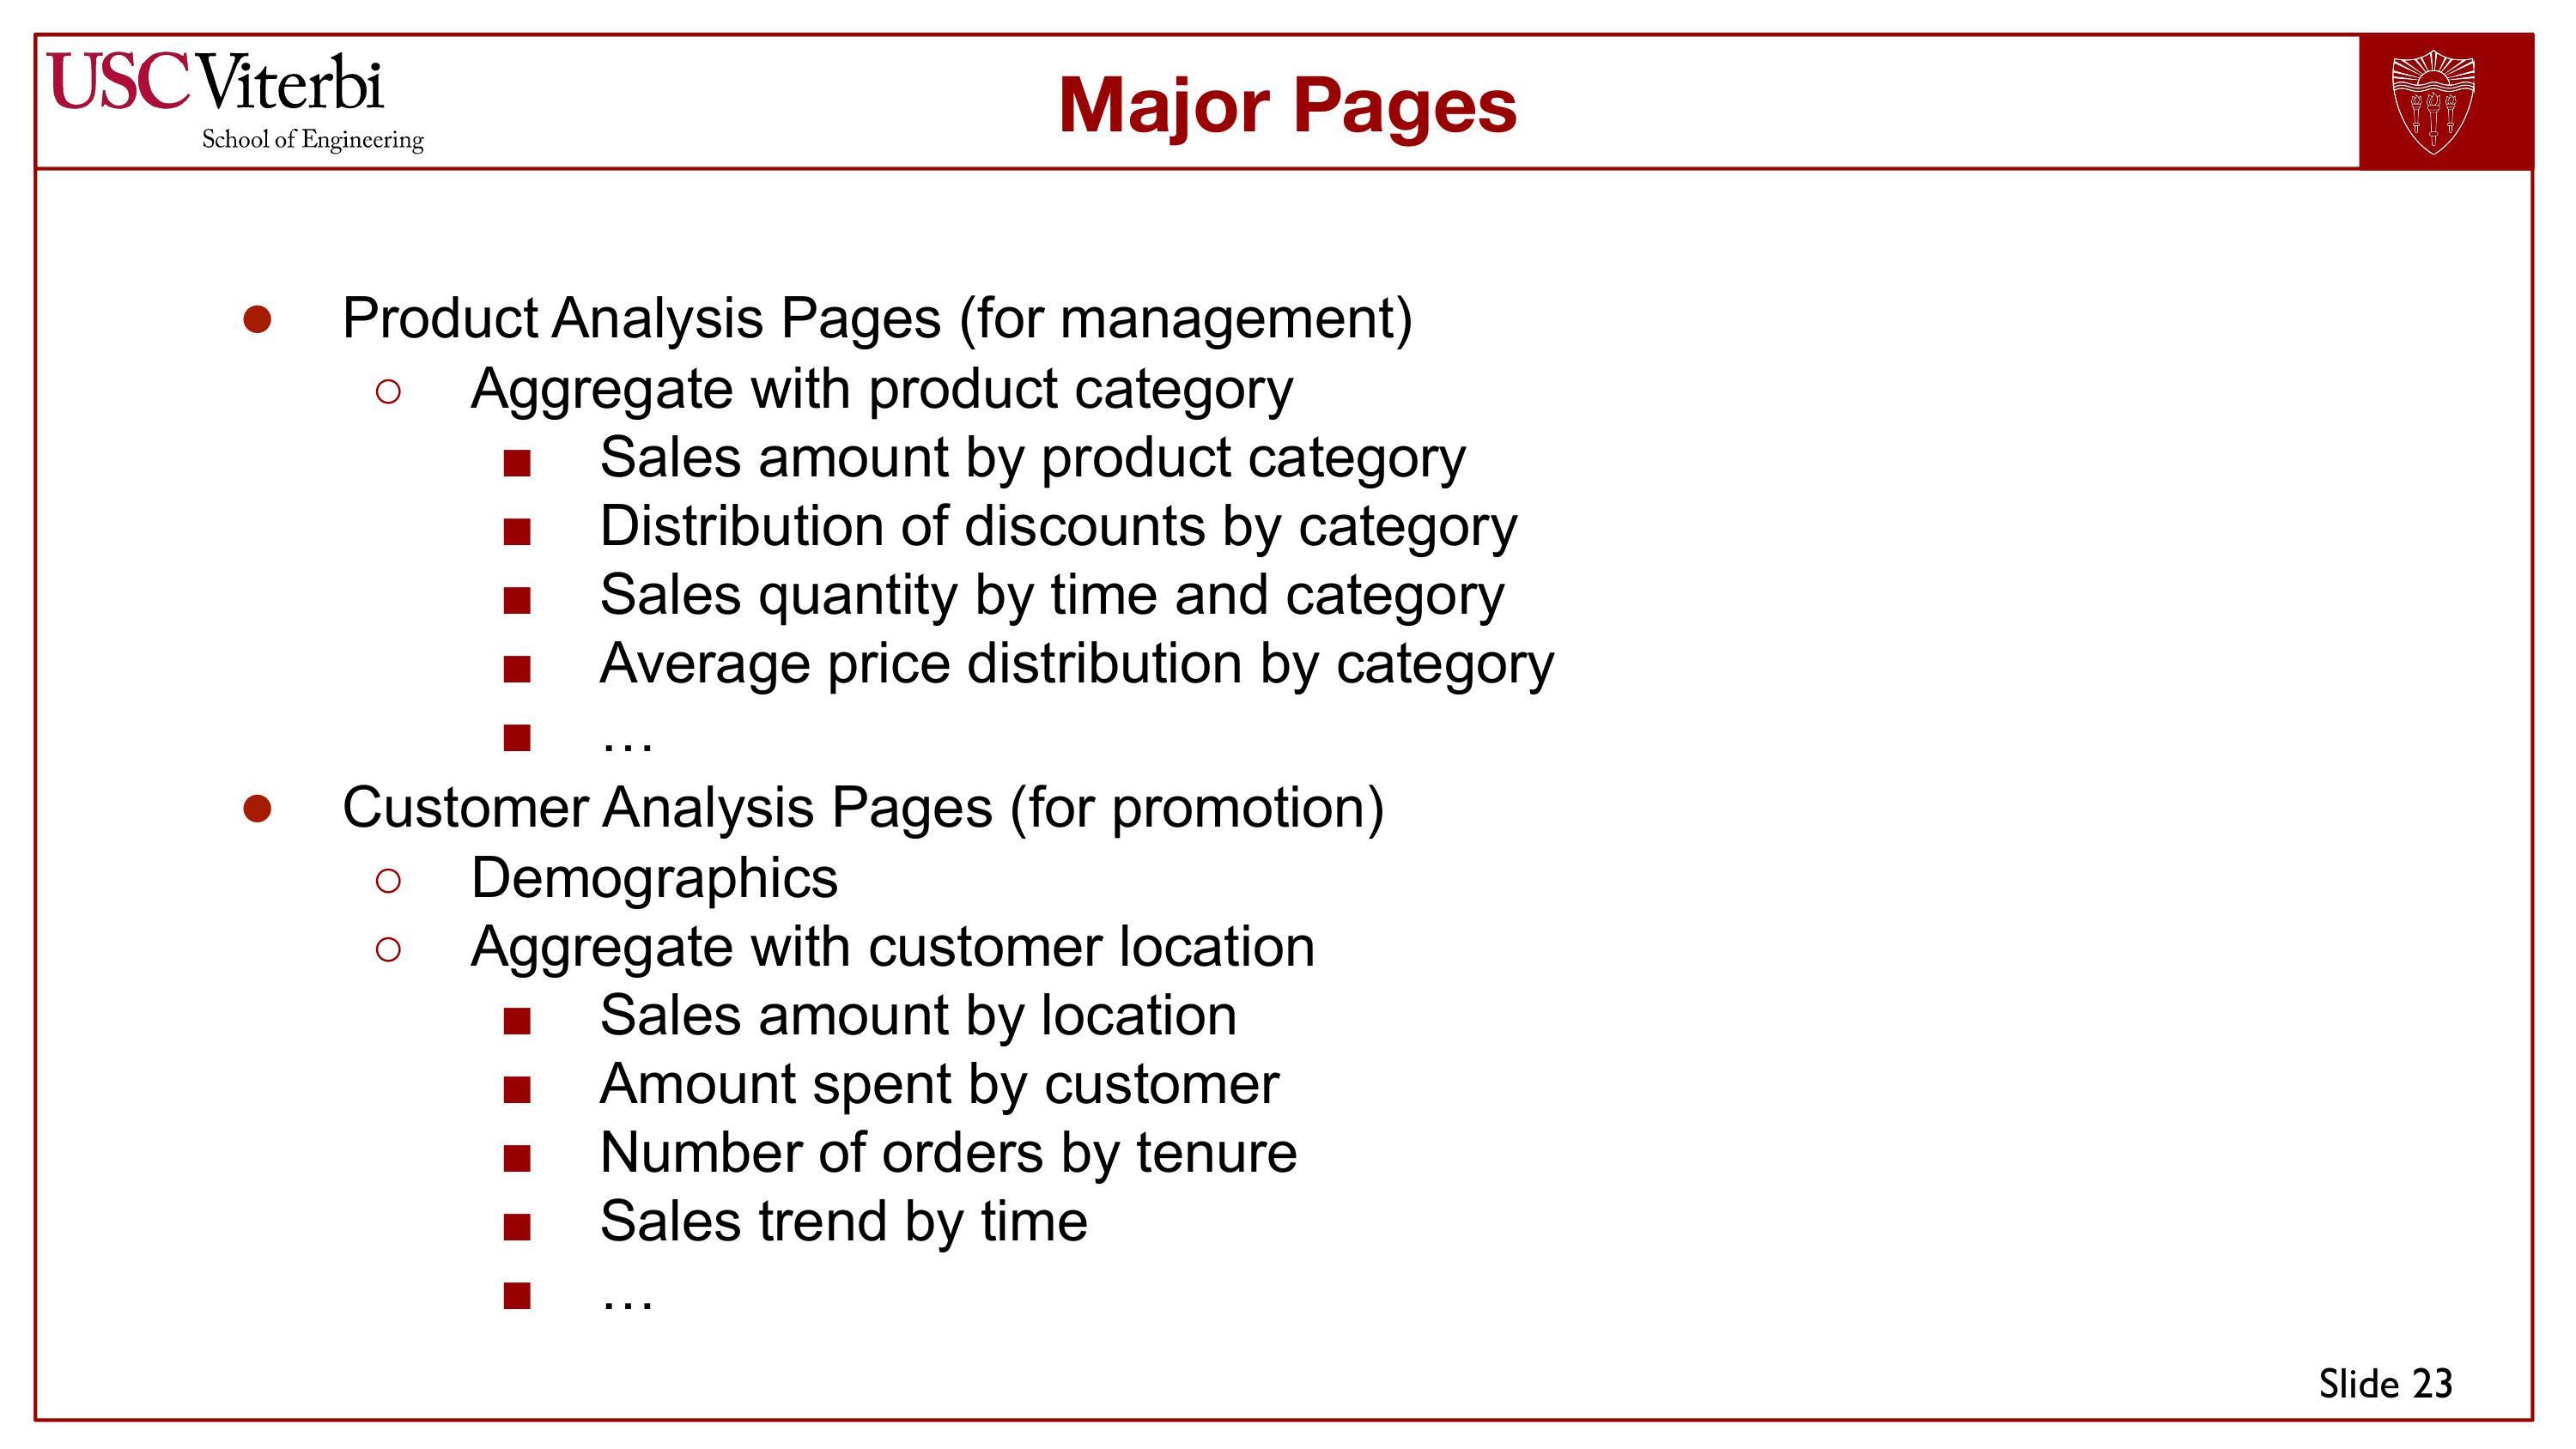 USC Viterbi
School of Engineering
Major Pages
● Product Analysis Pages (for management)
○ Aggregate with product category
■ Sales amount by product category
■ Distribution of discounts by category
■ Sales quantity by time and category
■ Average price distribution by category
■ …
● Customer Analysis Pages (for promotion)
○ Demographics
○ Aggregate with customer location
■ Sales amount by location
■ Amount spent by customer
■ Number of orders by tenure
■ Sales trend by time
■ …
Slide 23